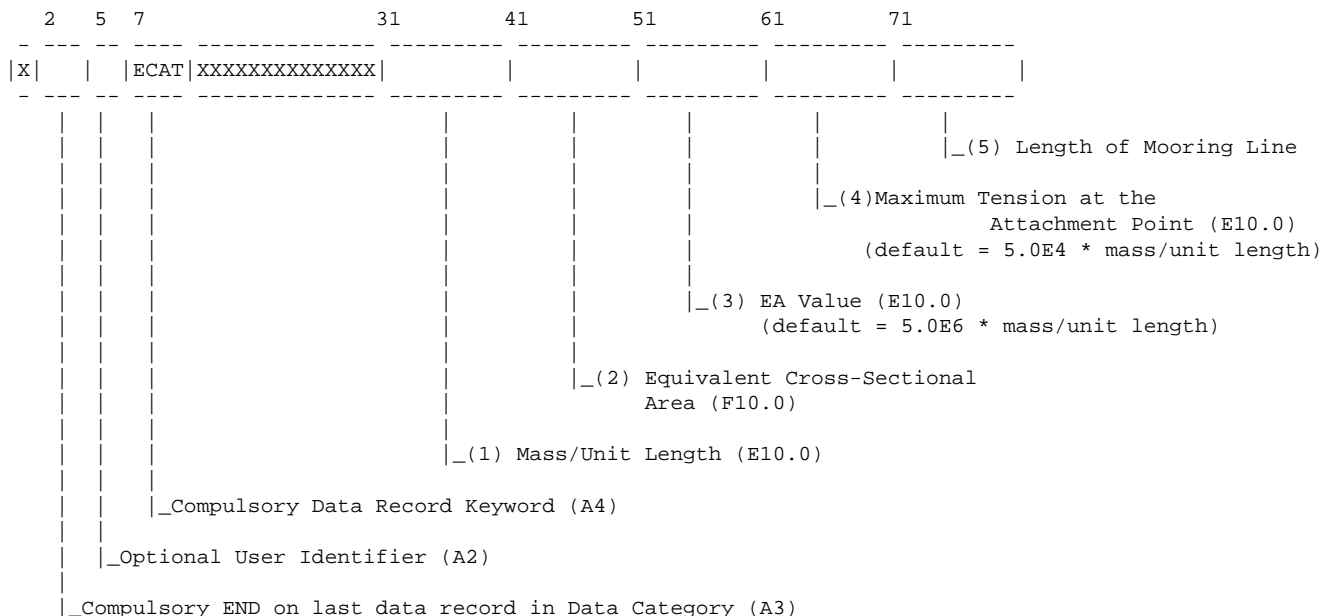 2 5 7 31 41 51 61 71
- --- -- ---- -------------- --------- --------- --------- --------- ---------
|X| | |ECAT|XXXXXXXXXXXXXX| | | | | |
- --- -- ---- -------------- --------- --------- --------- --------- ---------
|_(5) Length of Mooring Line
|_(4)Maximum Tension at the
Attachment Point (E10.0)
(default = 5.0E4 * mass/unit length)
|_(3) EA Value (E10.0)
(default = 5.0E6 * mass/unit length)
|_(2) Equivalent Cross-Sectional
Area (F10.0)
|_(1) Mass/Unit Length (E10.0)
|_Compulsory Data Record Keyword (A4)
|_Optional User Identifier (A2)
|_Compulsory END on last data record in Data Category (A3)